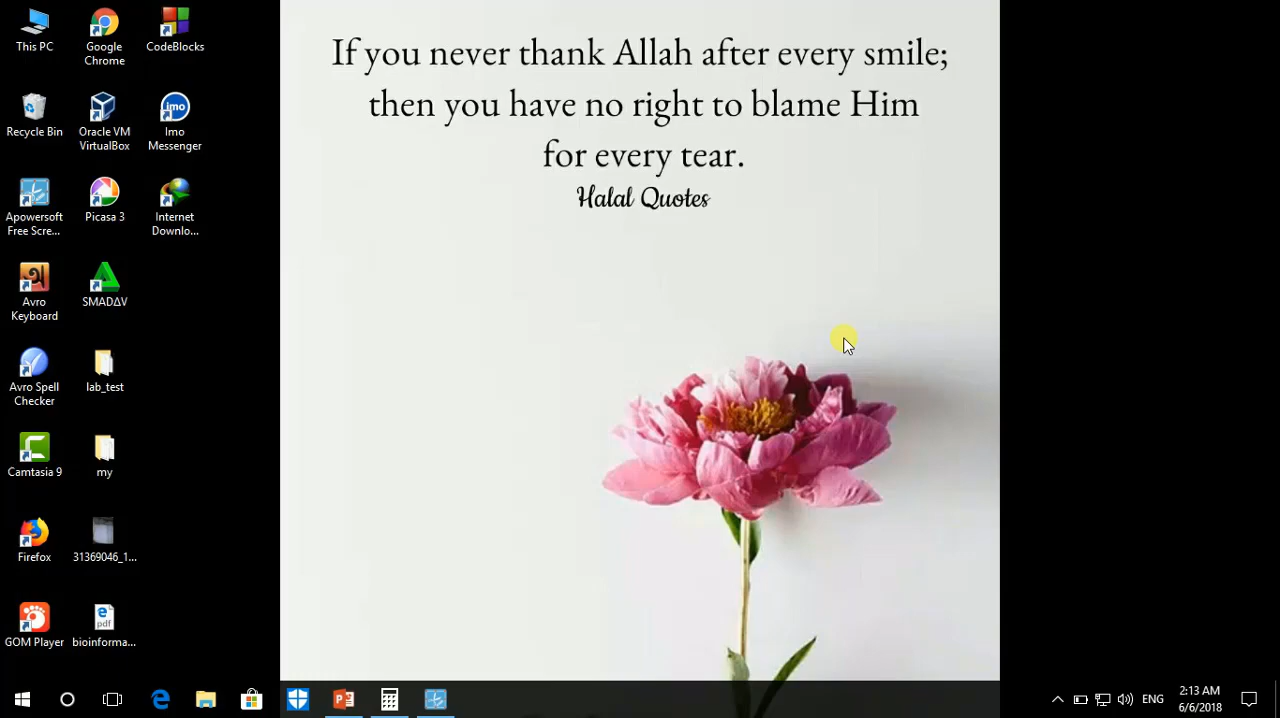 This PC
Google
Chrome
CodeBlocks
Recycle Bin
Oracle VM
VirtualBox
imo
Imo
Messenger
Apowersoft
Free Scre...
Picasa 3
Internet
Downlo...
Avro
Keyboard
SMADΔV
Avro Spell
Checker
lab_test
Camtasia 9
my
Firefox
31369046_1...
GOM Player
pdf
bioinforma...
If you never thank Allah after every smile;
then you have no right to blame Him
for every tear.
Halal Quotes
ENG
2:13 AM
6/6/2018